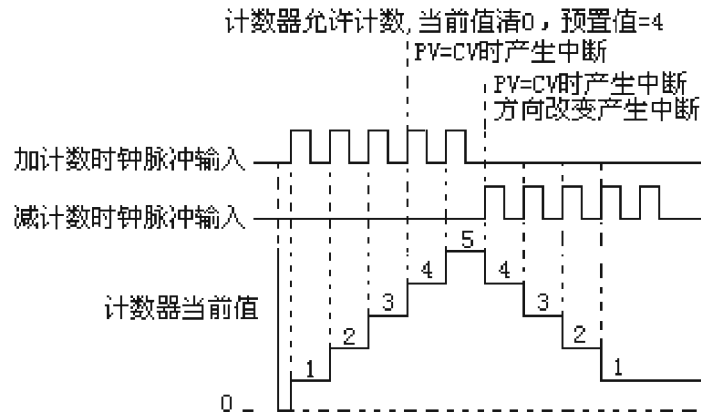 计数器允许计数,当前值清0，预置值=4
PV=CV时产生中断
PV=CV时产生中断
方向改变产生中断
加计数时钟脉冲输入
减计数时钟脉冲输入
5
4 4
计数器当前值 3 3
2 2
1 1
0